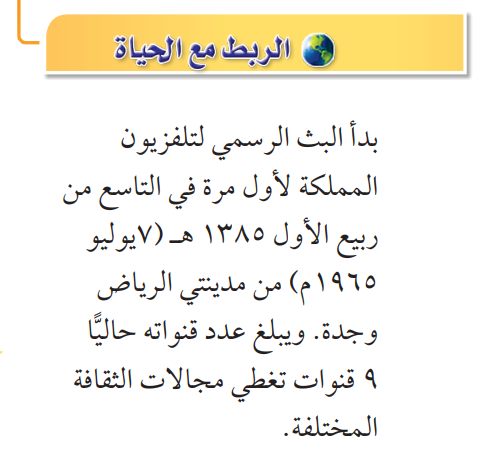 الربط مع الحياة
بدأ البث الرسمي لتلفزيون
المملكة لأول مرة في التاسع من
ربيع الأول ١٣٨٥ هـ (٧يوليو
١٩٦٥م) من مدينتي الرياض
وجدة. ويبلغ عدد قنواته حاليًّا
٩ قنوات تغطي مجالات الثقافة
المختلفة.